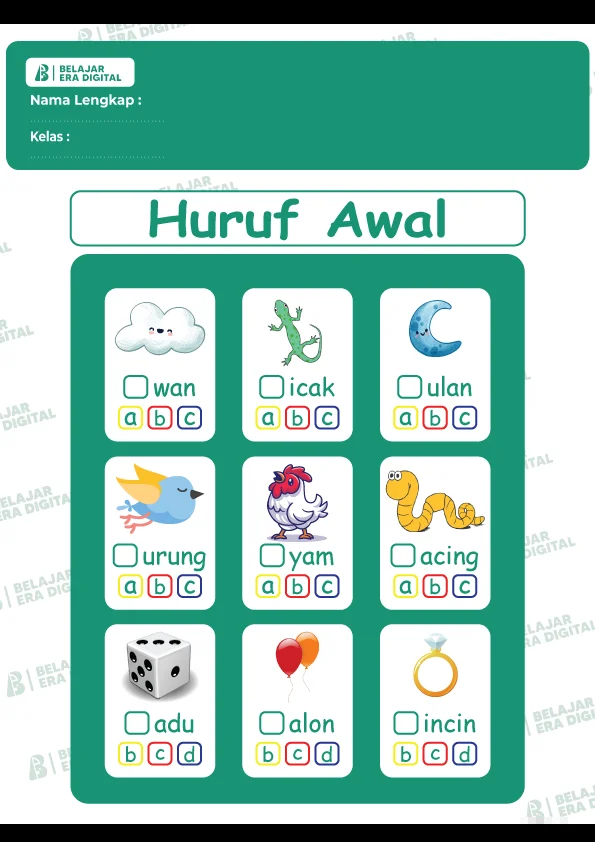 BELAJAR
ERA DIGITAL
Nama Lengkap :
....................................
Kelas :
....................................
Huruf Awal
wan
icak
ulan
a b c
a b c
a b c
urung
yam
acing
a b c
a b c
a b c
adu
alon
incin
b c d
b c d
b c d